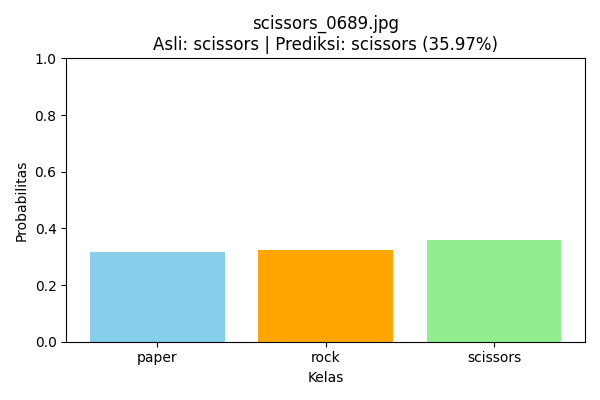 scissors_0689.jpg
Asli: scissors | Prediksi: scissors (35.97%)
1.0
0.8
0.6
0.4
0.2
0.0
Probabilitas
paper rock scissors
Kelas